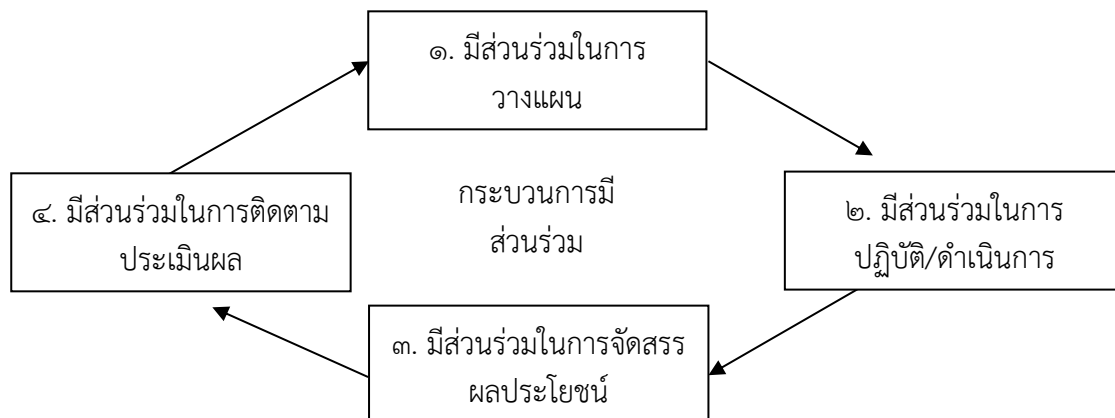 ๑. มีส่วนร่วมในการ
วางแผน
กระบวนการมี
ส่วนร่วม
๔. มีส่วนร่วมในการติดตาม
ประเมินผล
๒. มีส่วนร่วมในการ
ปฏิบัติ/ดำเนินการ
๓. มีส่วนร่วมในการจัดสรร
ผลประโยชน์